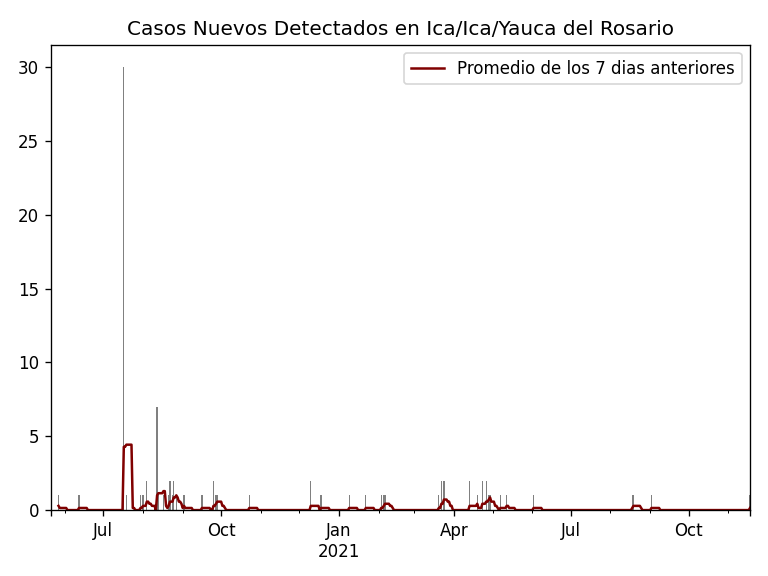 Casos Nuevos Detectados en Ica/Ica/Yauca del Rosario
Promedio de los 7 dias anteriores
30
25
20
15
10
5
0
Jul Oct Jan Apr Jul Oct
2021